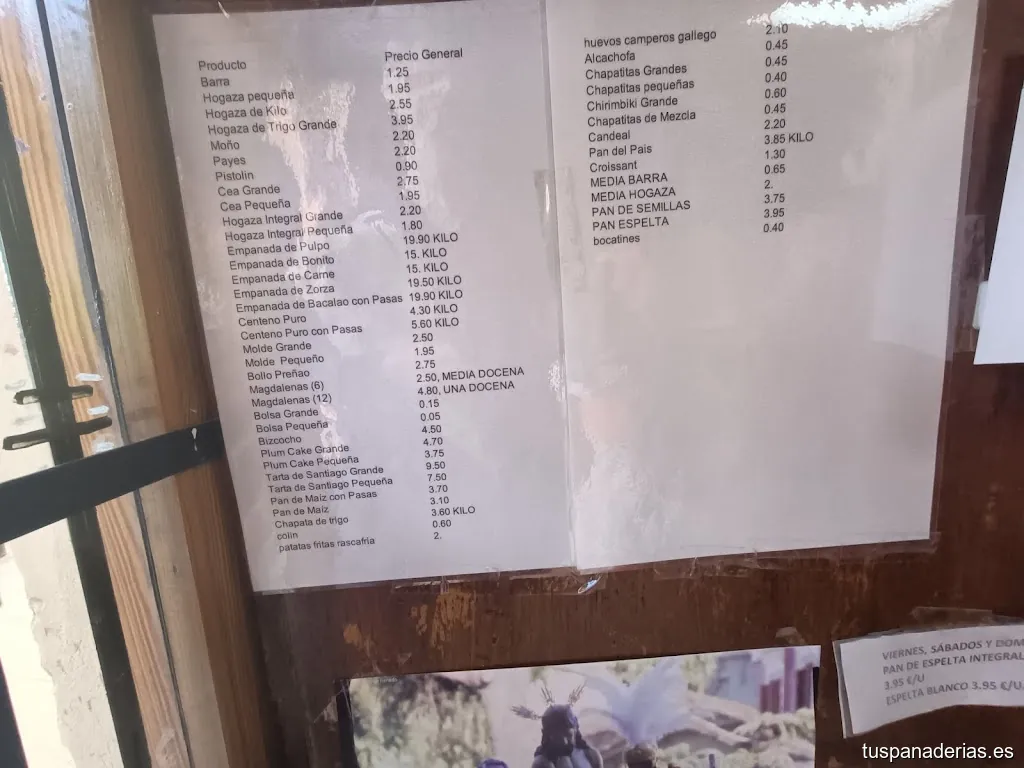 Producto Precio General
Barra 1.25
Hogaza pequeña 1.95
Hogaza de Kilo 2.55
Hogaza de Trigo Grande 3.95
Moño 2.20
Payes 2.20
Pistolin 0.90
Cea Grande 2.75
Cea Pequeña 1.95
Hogaza Integral Grande 2.20
Hogaza Integral Pequeña 1.80
Empanada de Pulpo 19.90 KILO
Empanada de Bonito 15. KILO
Empanada de Carne 15. KILO
Empanada de Zorza 19.50 KILO
Empanada de Bacalao con Pasas 19.90 KILO
Centeno Puro 4.30 KILO
Centeno Puro con Pasas 5.60 KILO
Molde Grande 2.50
Molde Pequeño 1.95
Bollo Preñao 2.75
Magdalenas (6) 2.50, MEDIA DOCENA
Magdalenas (12) 4.80, UNA DOCENA
Bolsa Grande 0.15
Bolsa Pequeña 0.05
Bizcocho 4.50
Plum Cake Grande 4.70
Plum Cake Pequeña 3.75
Tarta de Santiago Grande 9.50
Tarta de Santiago Pequeña 7.50
Pan de Maiz con Pasas 3.70
Pan de Maiz 3.10
Chapata de trigo 3.60 KILO
colin 0.60
patatas fritas rascafria 2.
huevos camperos gallego 2.10
Alcachofa 0.45
Chapatitas Grandes 0.45
Chapatitas pequeñas 0.40
Chirimbiki Grande 0.60
Chapatitas de Mezcla 0.45
Candeal 2.20
Pan del Pais 3.85 KILO
Croissant 1.30
MEDIA BARRA 0.65
MEDIA HOGAZA 2.
PAN DE SEMILLAS 3.75
PAN ESPELTA 3.95
bocatines 0.40
VIERNES, SÁBADOS Y DOM
PAN DE ESPELTA INTEGRAL
3.95 €/U
ESPELTA BLANCO 3.95 €/U
tuspanaderias.es